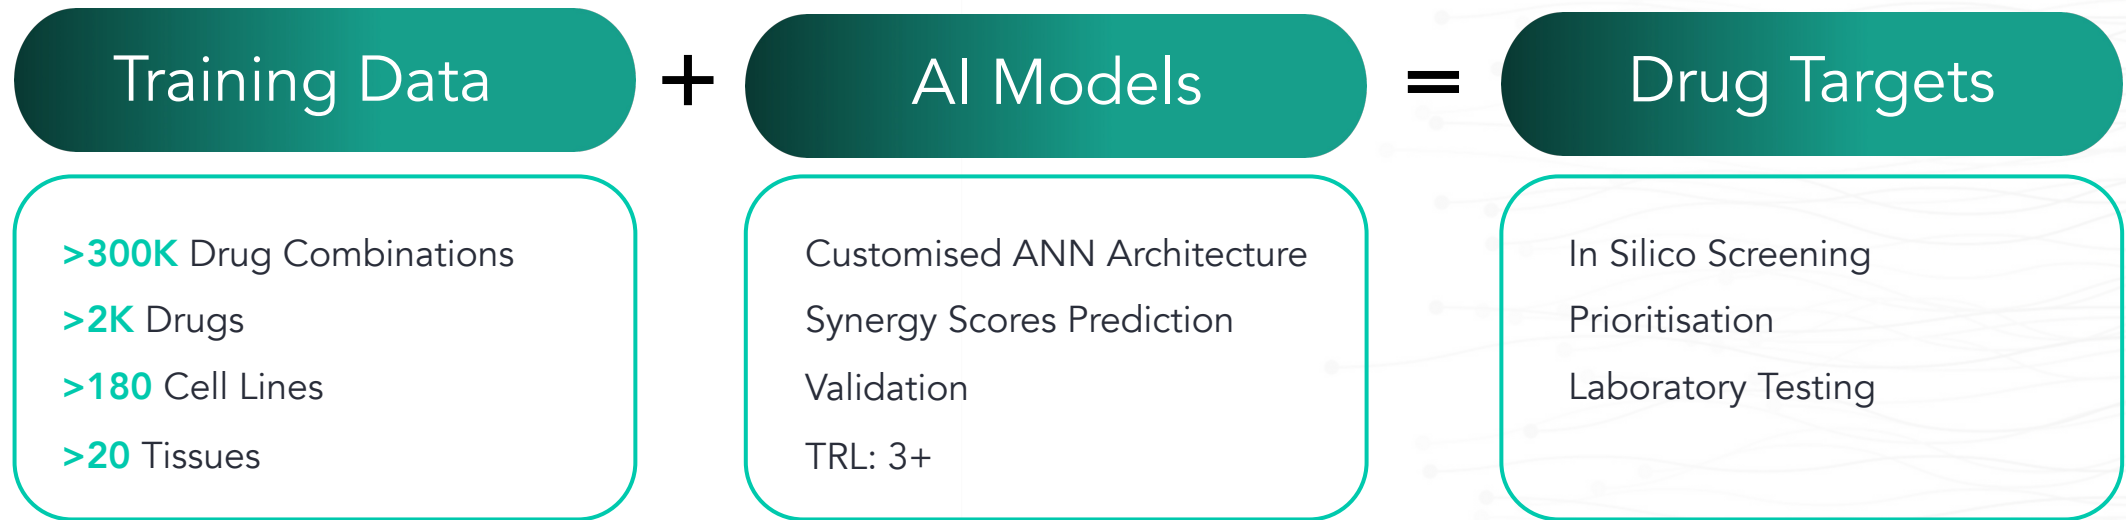 Training Data
+
AI Models
=
Drug Targets
>300K Drug Combinations
>2K Drugs
>180 Cell Lines
>20 Tissues
Customised ANN Architecture
Synergy Scores Prediction
Validation
TRL: 3+
In Silico Screening
Prioritisation
Laboratory Testing